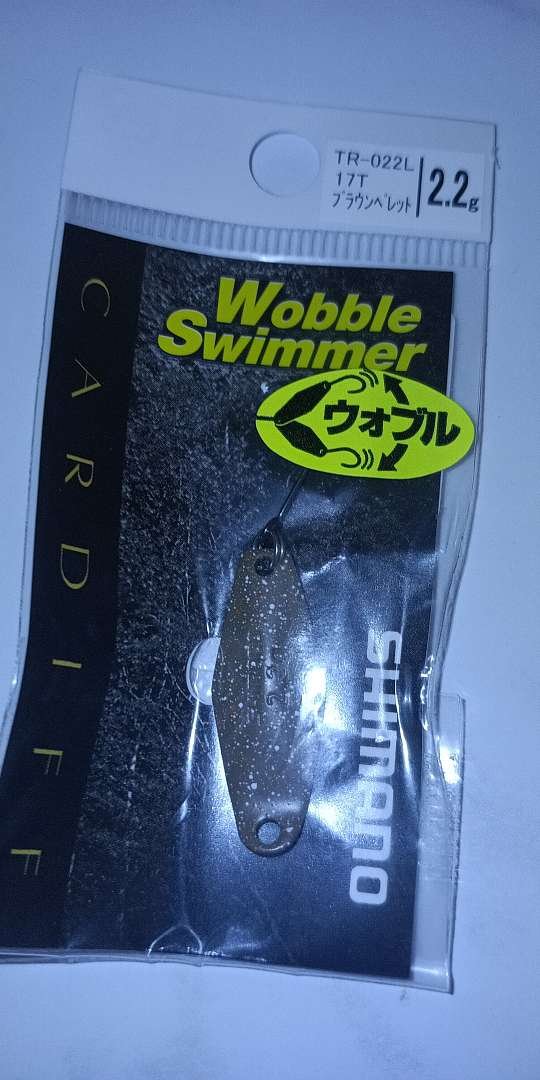 TR-022L
17T
ブラウンペレット
2.2g
Wobble
Swimmer
ウォブル
CARDIFF
SHIMANO